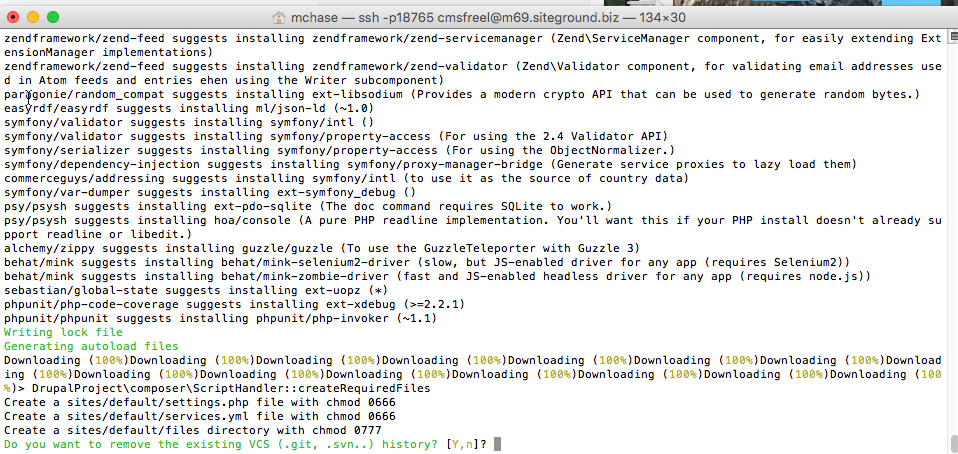 mchase — ssh -p18765 cmsfreel@m69.siteground.biz — 134×30
zendframework/zend-feed suggests installing zendframework/zend-servicemanager (Zend\ServiceManager component, for easily extending Ext
ensionManager implementations)
zendframework/zend-feed suggests installing zendframework/zend-validator (Zend\Validator component, for validating email addresses use
d in Atom feeds and entries ehen using the Writer subcomponent)
paragonie/random_compat suggests installing ext-libsodium (Provides a modern crypto API that can be used to generate random bytes.)
easyrdf/easyrdf suggests installing ml/json-ld (~1.0)
symfony/validator suggests installing symfony/intl ()
symfony/validator suggests installing symfony/property-access (For using the 2.4 Validator API)
symfony/serializer suggests installing symfony/property-access (For using the ObjectNormalizer.)
symfony/dependency-injection suggests installing symfony/proxy-manager-bridge (Generate service proxies to lazy load them)
commerceguys/addressing suggests installing symfony/intl (to use it as the source of country data)
symfony/var-dumper suggests installing ext-symfony_debug ()
psy/psysh suggests installing ext-pdo-sqlite (The doc command requires SQLite to work.)
psy/psysh suggests installing hoa/console (A pure PHP readline implementation. You'll want this if your PHP install doesn't already su
pport readline or libedit.)
alchemy/zippy suggests installing guzzle/guzzle (To use the GuzzleTeleporter with Guzzle 3)
behat/mink suggests installing behat/mink-selenium2-driver (slow, but JS-enabled driver for any app (requires Selenium2))
behat/mink suggests installing behat/mink-zombie-driver (fast and JS-enabled headless driver for any app (requires node.js))
sebastian/global-state suggests installing ext-uopz (*)
phpunit/php-code-coverage suggests installing ext-xdebug (>=2.2.1)
phpunit/phpunit suggests installing phpunit/php-invoker (~1.1)
Writing lock file
Generating autoload files
Downloading (100%)Downloading (100%)Downloading (100%)Downloading (100%)Downloading (100%)Downloading (100%)Downloading (100%)Download
ing (100%)Downloading (100%)Downloading (100%)Downloading (100%)Downloading (100%)Downloading (100%)Downloading (100%)Downloading (100
%)> DrupalProject\composer\ScriptHandler::createRequiredFiles
Create a sites/default/settings.php file with chmod 0666
Create a sites/default/services.yml file with chmod 0666
Create a sites/default/files directory with chmod 0777
Do you want to remove the existing VCS (.git, .svn..) history? [Y,n]?